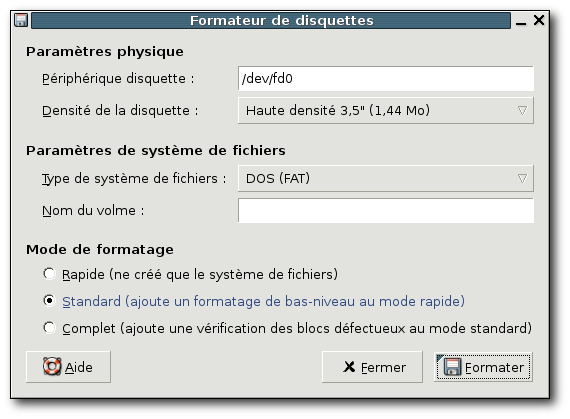 Formateur de disquettes
Paramètres physique
Périphérique disquette :
/dev/fd0
Densité de la disquette :
Haute densité 3,5" (1,44 Mo)
Paramètres de système de fichiers
Type de système de fichiers :
DOS (FAT)
Nom du volme :
Mode de formatage
Rapide (ne créé que le système de fichiers)
Standard (ajoute un formatage de bas-niveau au mode rapide)
Complet (ajoute une vérification des blocs défectueux au mode standard)
Aide
Fermer
Formater